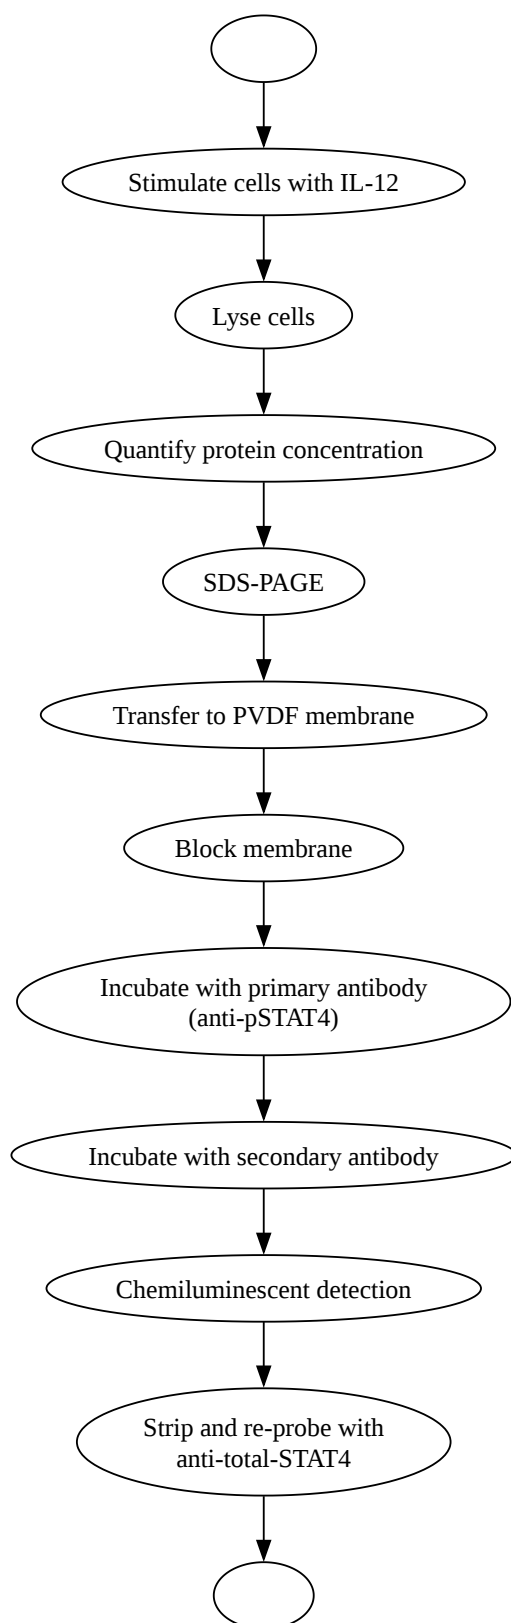 Stimulate cells with IL-12
Lyse cells
Quantify protein concentration
SDS-PAGE
Transfer to PVDF membrane
Block membrane
Incubate with primary antibody
(anti-pSTAT4)
Incubate with secondary antibody
Chemiluminescent detection
Strip and re-probe with
anti-total-STAT4